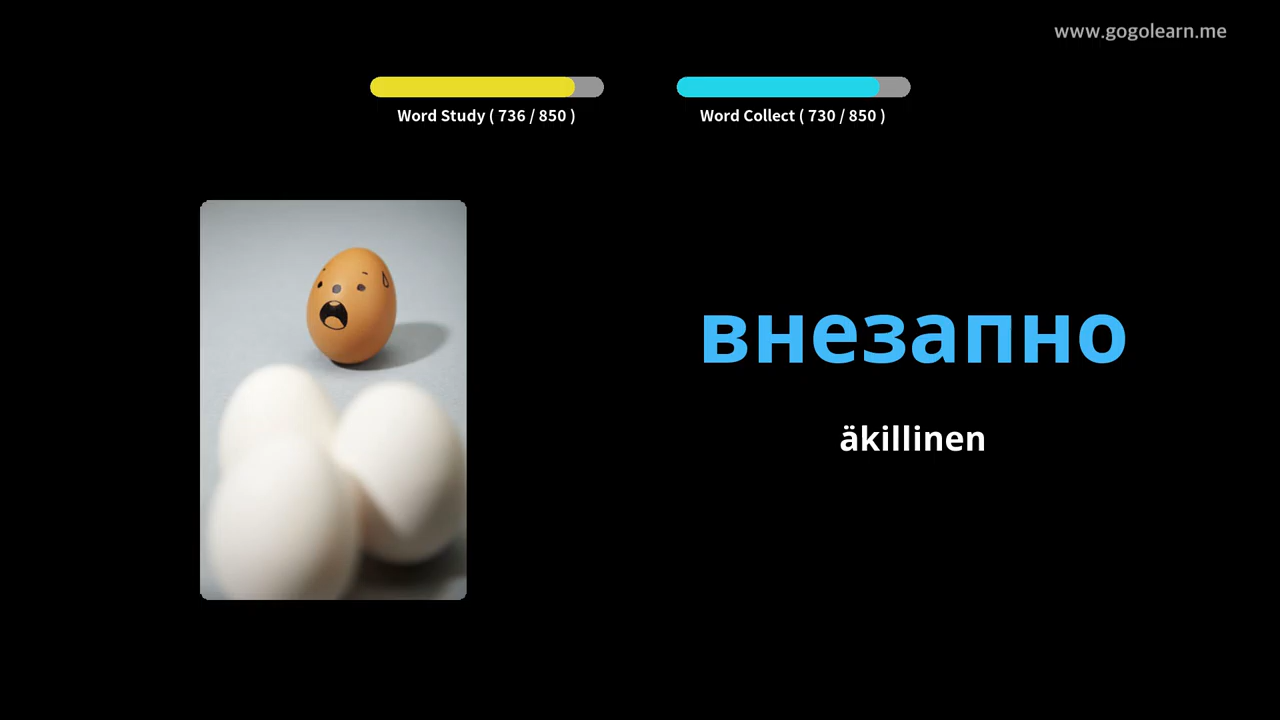 www.gogolearn.me
Word Study ( 736 / 850 )
Word Collect ( 730 / 850 )
внезапно
äkillinen